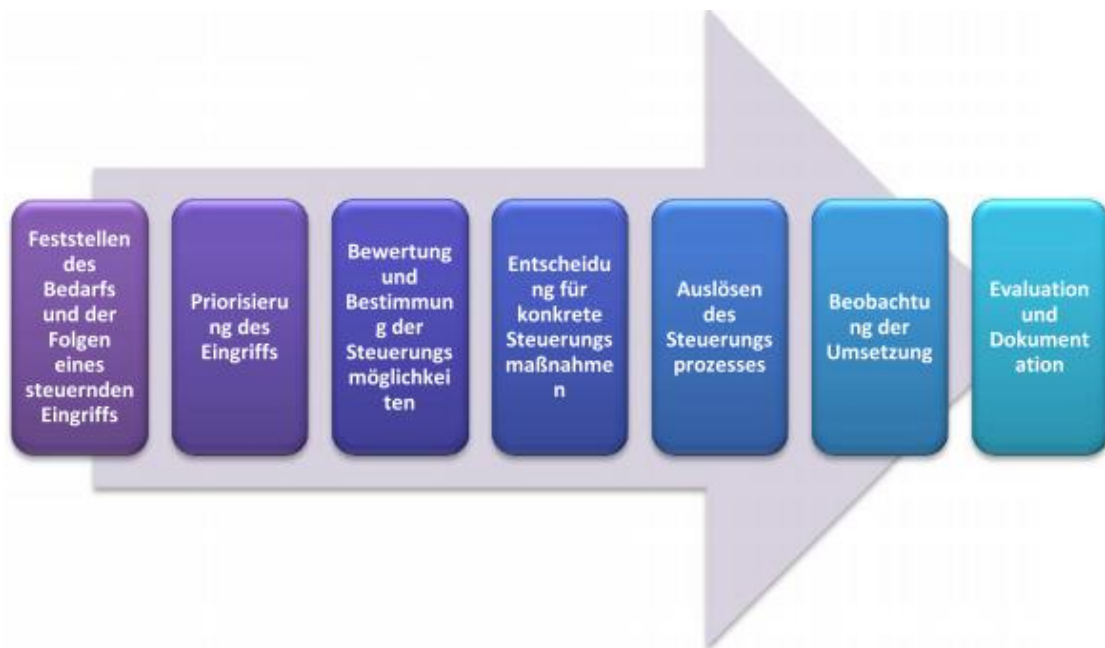 Feststellen
des
Bedarfs
und der
Folgen
eines
steuernden
Eingriffs
Priorisieru
ng des
Eingriffs
Bewertung
und
Bestimmun
g der
Steuerungs
möglichkei
ten
Entscheidu
ng für
konkrete
Steuerungs
maßnahme
n
Auslösen
des
Steuerungs
prozesses
Beobachtu
ng der
Umsetzung
Evaluation
und
Dokument
ation